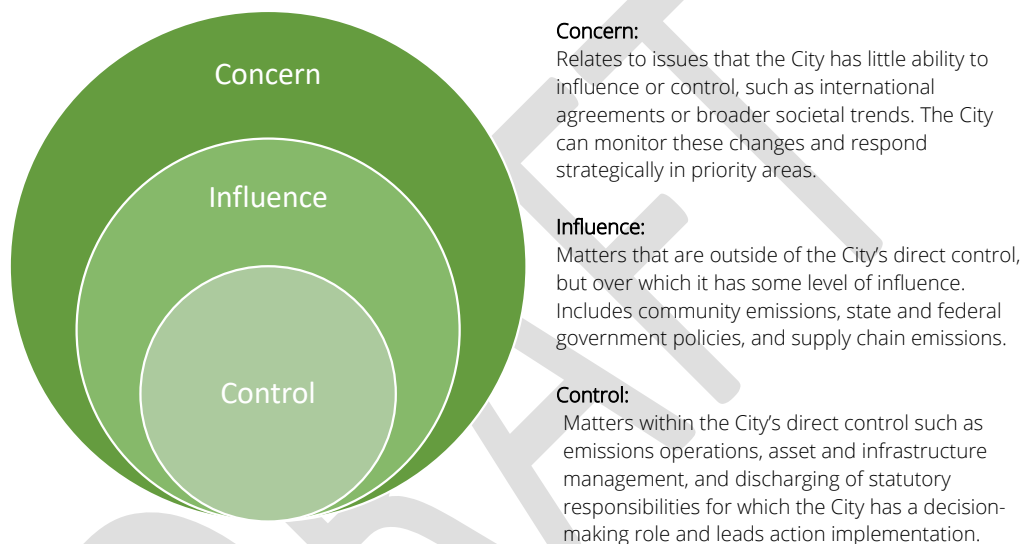 Concern
Influence
Control
Concern:
Relates to issues that the City has little ability to
influence or control, such as international
agreements or broader societal trends. The City
can monitor these changes and respond
strategically in priority areas.
Influence:
Matters that are outside of the City's direct control,
but over which it has some level of influence.
Includes community emissions, state and federal
government policies, and supply chain emissions.
Control:
Matters within the City's direct control such as
emissions operations, asset and infrastructure
management, and discharging of statutory
responsibilities for which the City has a decision-
making role and leads action implementation.
DRAFT